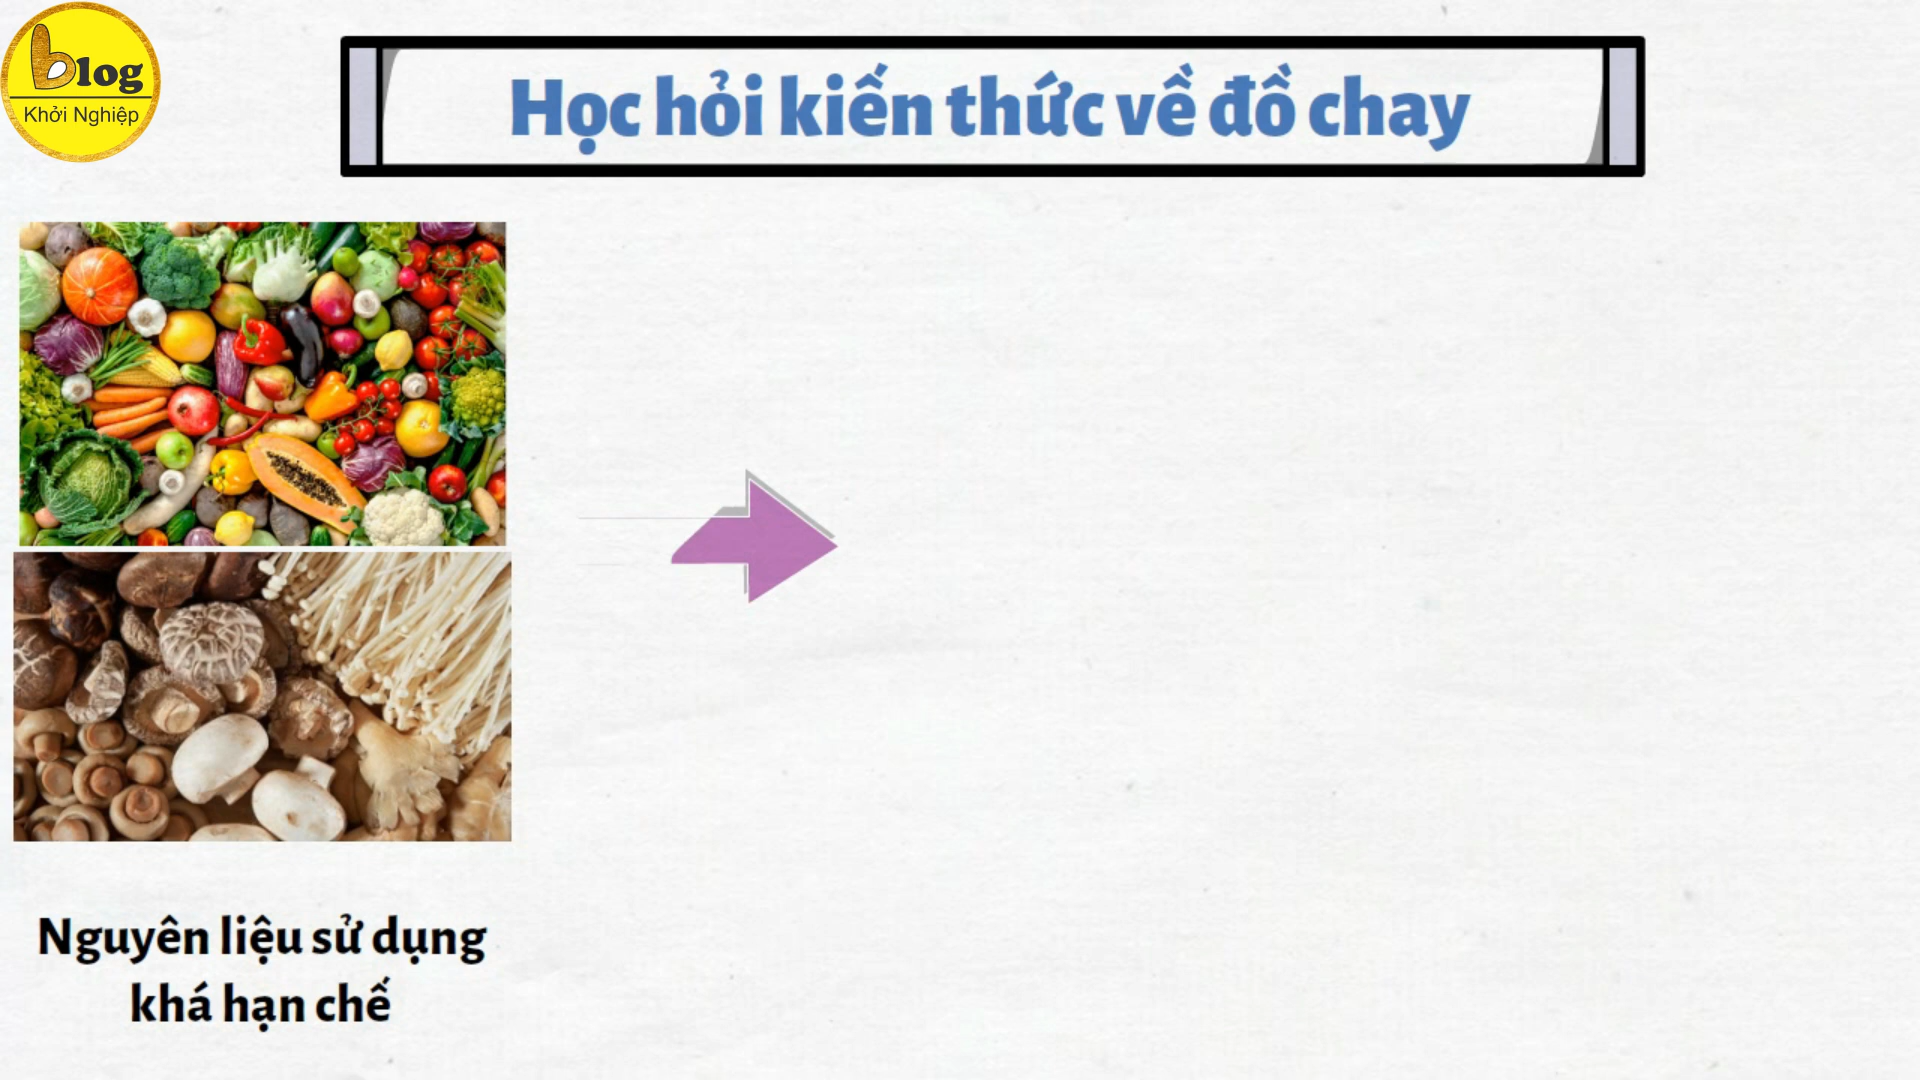 blog
Khởi Nghiệp
Học hỏi kiến thức về đồ chay
Nguyên liệu sử dụng
khá hạn chế